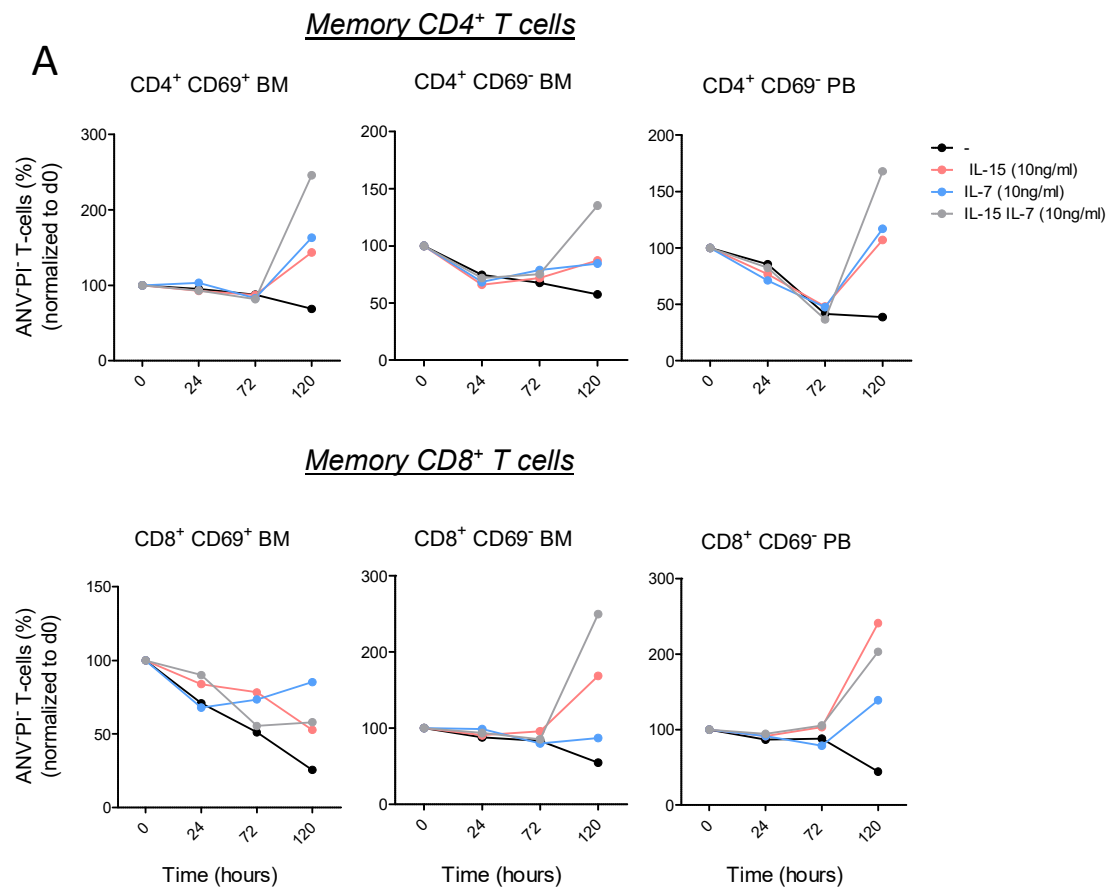 Memory CD4⁺ T cells
A
CD4⁺ CD69⁺ BM
CD4⁺ CD69⁻ BM
CD4⁺ CD69⁻ PB
ANV⁻PI⁻ T-cells (%)
(normalized to d0)
300
200
100
0
0 24 72 120
200
150
100
50
0
0 24 72 120
200
150
100
50
0
0 24 72 120
-
IL-15 (10ng/ml)
IL-7 (10ng/ml)
IL-15 IL-7 (10ng/ml)
Memory CD8⁺ T cells
CD8⁺ CD69⁺ BM
CD8⁺ CD69⁻ BM
CD8⁺ CD69⁻ PB
ANV⁻PI⁻ T-cells (%)
(normalized to d0)
150
100
50
0
0 24 72 120
Time (hours)
300
200
100
0
0 24 72 120
Time (hours)
300
200
100
0
0 24 72 120
Time (hours)